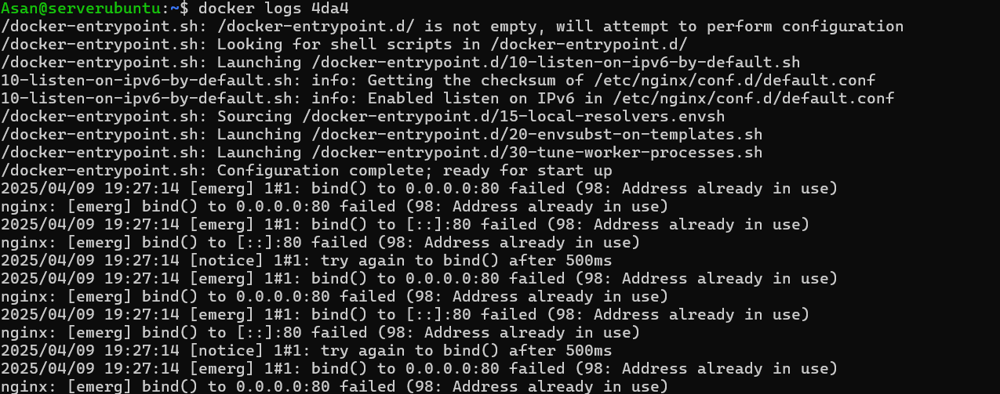 Asan@serverubuntu:~$ docker logs 4da4
/docker-entrypoint.sh: /docker-entrypoint.d/ is not empty, will attempt to perform configuration
/docker-entrypoint.sh: Looking for shell scripts in /docker-entrypoint.d/
/docker-entrypoint.sh: Launching /docker-entrypoint.d/10-listen-on-ipv6-by-default.sh
10-listen-on-ipv6-by-default.sh: info: Getting the checksum of /etc/nginx/conf.d/default.conf
10-listen-on-ipv6-by-default.sh: info: Enabled listen on IPv6 in /etc/nginx/conf.d/default.conf
/docker-entrypoint.sh: Sourcing /docker-entrypoint.d/15-local-resolvers.envsh
/docker-entrypoint.sh: Launching /docker-entrypoint.d/20-envsubst-on-templates.sh
/docker-entrypoint.sh: Launching /docker-entrypoint.d/30-tune-worker-processes.sh
/docker-entrypoint.sh: Configuration complete; ready for start up
2025/04/09 19:27:14 [emerg] 1#1: bind() to 0.0.0.0:80 failed (98: Address already in use)
nginx: [emerg] bind() to 0.0.0.0:80 failed (98: Address already in use)
2025/04/09 19:27:14 [emerg] 1#1: bind() to [::]:80 failed (98: Address already in use)
nginx: [emerg] bind() to [::]:80 failed (98: Address already in use)
2025/04/09 19:27:14 [notice] 1#1: try again to bind() after 500ms
2025/04/09 19:27:14 [emerg] 1#1: bind() to 0.0.0.0:80 failed (98: Address already in use)
nginx: [emerg] bind() to 0.0.0.0:80 failed (98: Address already in use)
2025/04/09 19:27:14 [emerg] 1#1: bind() to [::]:80 failed (98: Address already in use)
nginx: [emerg] bind() to [::]:80 failed (98: Address already in use)
2025/04/09 19:27:14 [notice] 1#1: try again to bind() after 500ms
2025/04/09 19:27:14 [emerg] 1#1: bind() to 0.0.0.0:80 failed (98: Address already in use)
nginx: [emerg] bind() to 0.0.0.0:80 failed (98: Address already in use)